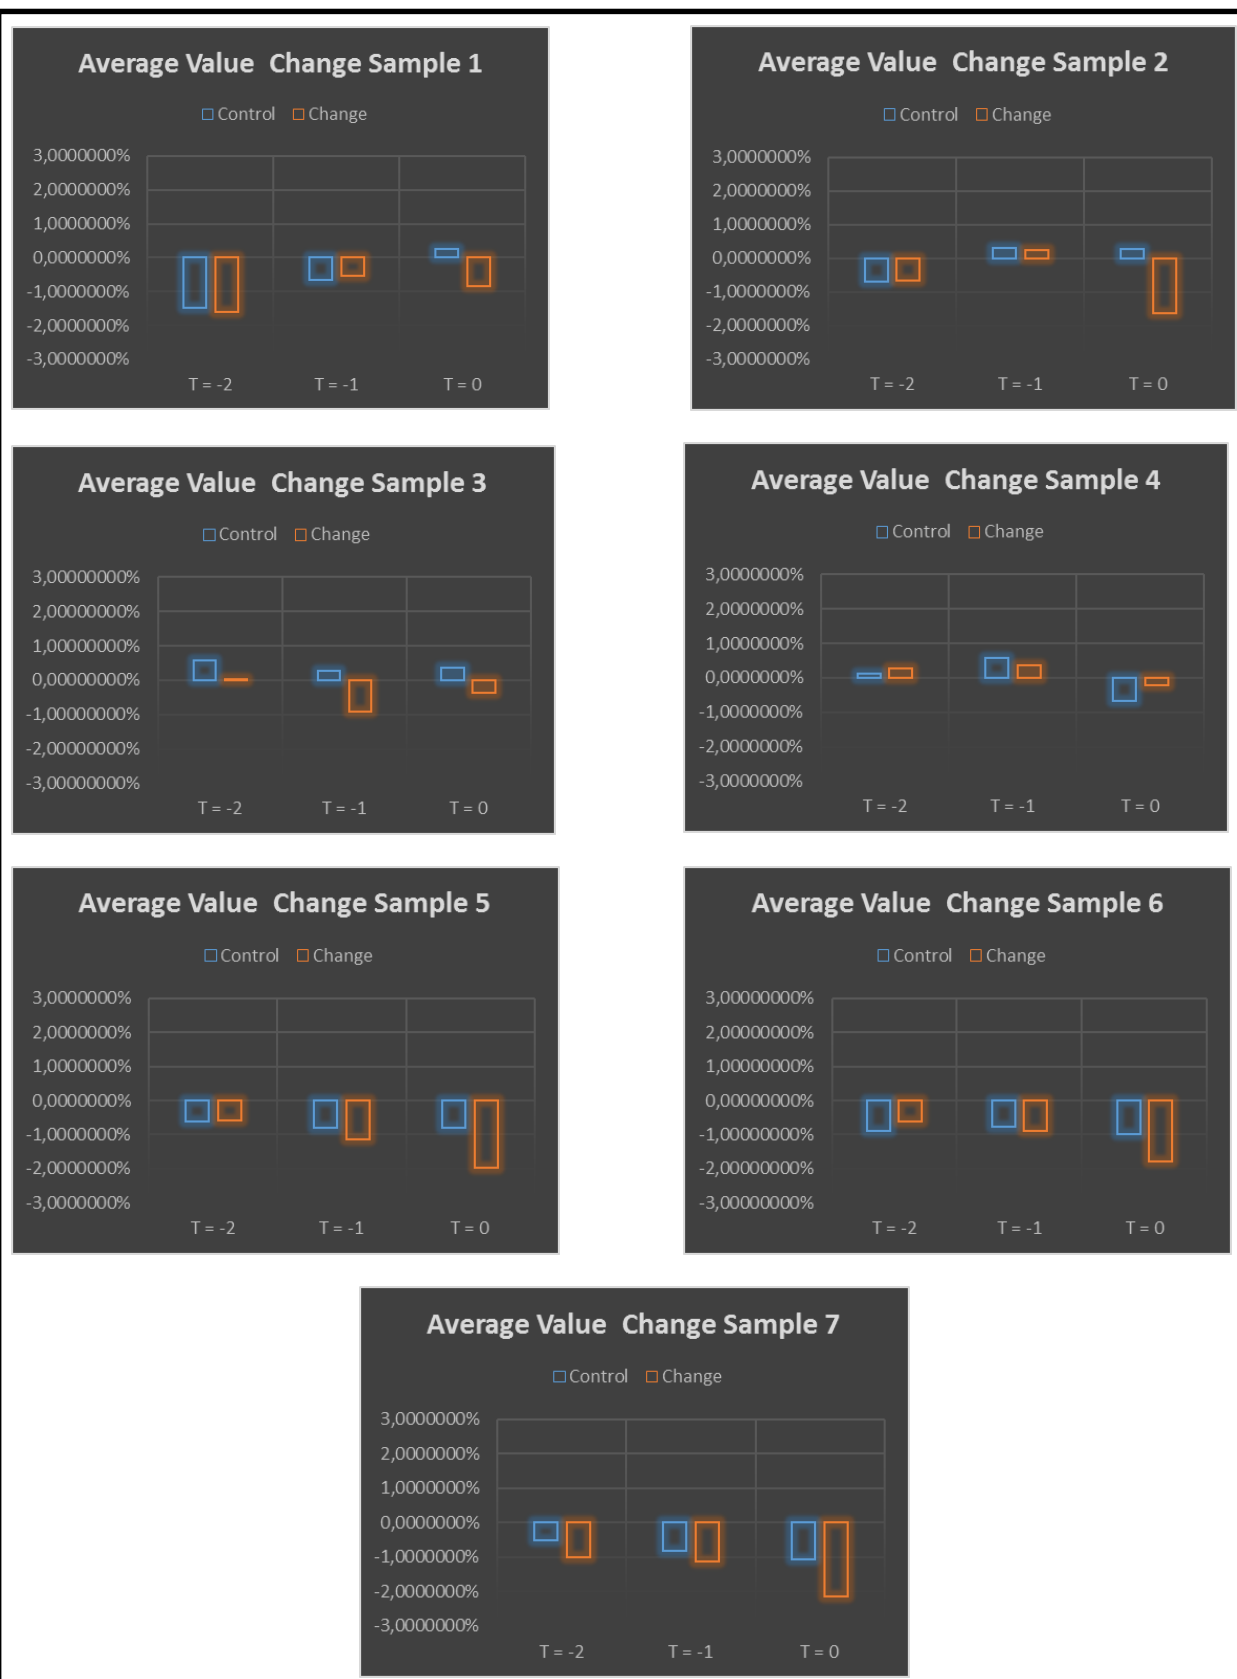 Average Value  Change Sample 1
Control Change
3,0000000%
2,0000000%
1,0000000%
0,0000000%
-1,0000000%
-2,0000000%
-3,0000000%
T = -2 T = -1 T = 0
Average Value  Change Sample 2
Control Change
3,0000000%
2,0000000%
1,0000000%
0,0000000%
-1,0000000%
-2,0000000%
-3,0000000%
T = -2 T = -1 T = 0
Average Value  Change Sample 3
Control Change
3,00000000%
2,00000000%
1,00000000%
0,00000000%
-1,00000000%
-2,00000000%
-3,00000000%
T = -2 T = -1 T = 0
Average Value  Change Sample 4
Control Change
3,0000000%
2,0000000%
1,0000000%
0,0000000%
-1,0000000%
-2,0000000%
-3,0000000%
T = -2 T = -1 T = 0
Average Value  Change Sample 5
Control Change
3,0000000%
2,0000000%
1,0000000%
0,0000000%
-1,0000000%
-2,0000000%
-3,0000000%
T = -2 T = -1 T = 0
Average Value  Change Sample 6
Control Change
3,00000000%
2,00000000%
1,00000000%
0,00000000%
-1,00000000%
-2,00000000%
-3,00000000%
T = -2 T = -1 T = 0
Average Value  Change Sample 7
Control Change
3,0000000%
2,0000000%
1,0000000%
0,0000000%
-1,0000000%
-2,0000000%
-3,0000000%
T = -2 T = -1 T = 0